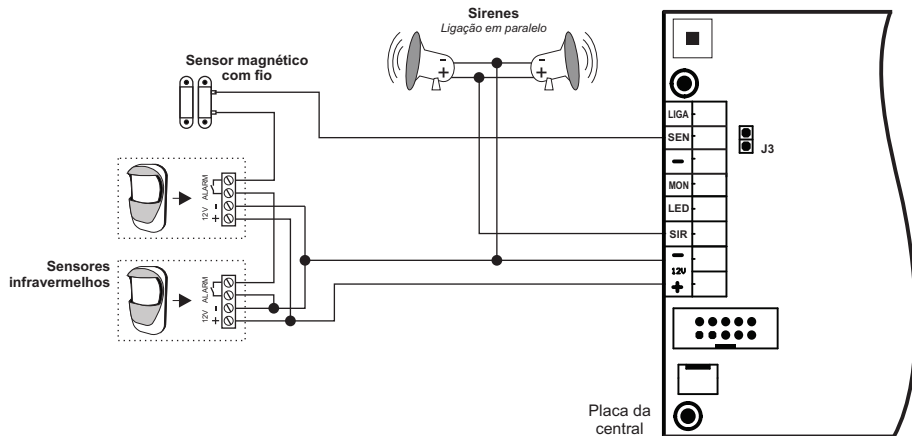 Sirenes
Ligação em paralelo
- -
+ +
Sensor magnético
com fio
ALARM
-
+
12V
Sensores
infravermelhos
ALARM
-
+
12V
LIGA
SEN
-
MON
LED
SIR
-
12V
+
J3
Placa da
central